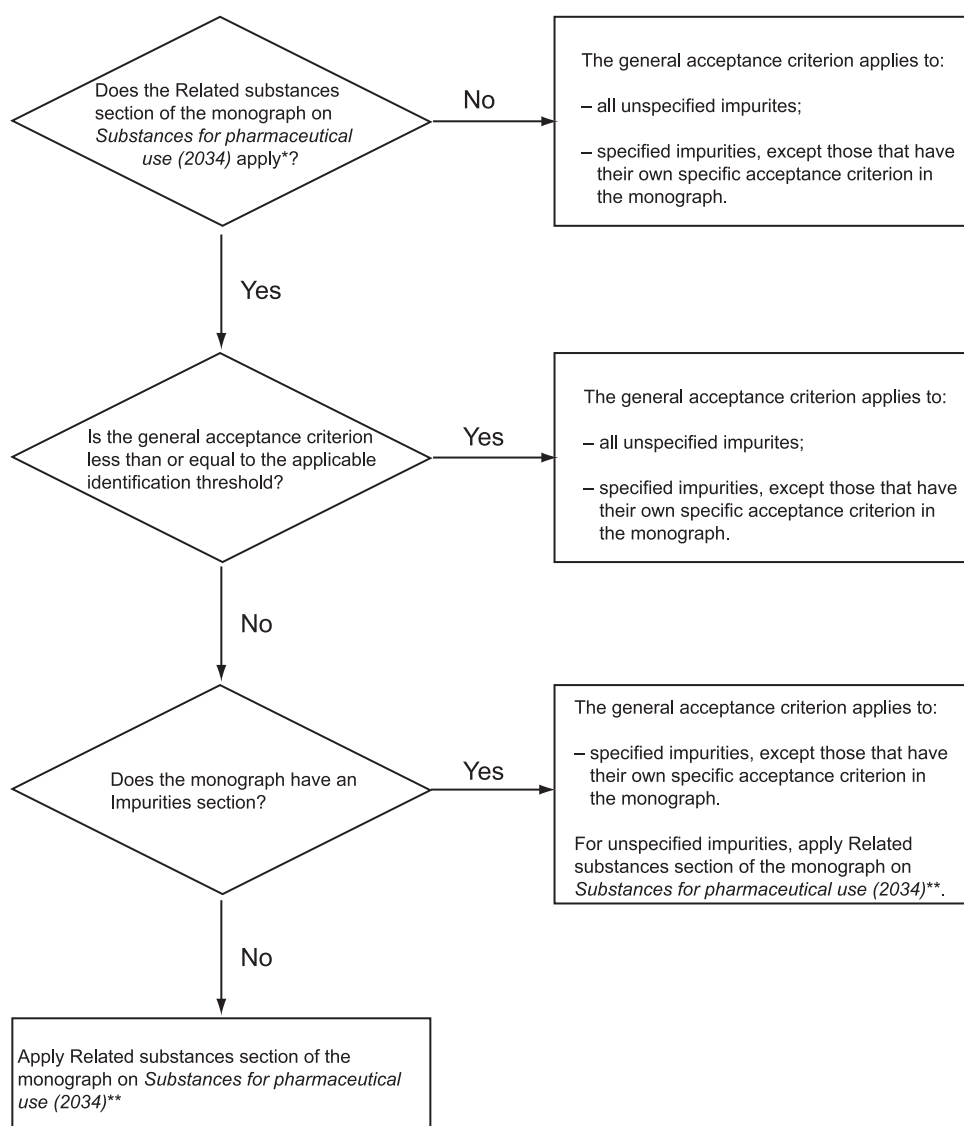 Does the Related substances
section of the monograph on
Substances for pharmaceutical
use (2034) apply*?
No
The general acceptance criterion applies to:
– all unspecified impurites;
– specified impurities, except those that have
their own specific acceptance criterion in
the monograph.
Yes
Is the general acceptance criterion
less than or equal to the applicable
identification threshold?
Yes
The general acceptance criterion applies to:
– all unspecified impurites;
– specified impurities, except those that have
their own specific acceptance criterion in
the monograph.
No
Does the monograph have an
Impurities section?
Yes
The general acceptance criterion applies to:
– specified impurities, except those that have
their own specific acceptance criterion in
the monograph.
For unspecified impurities, apply Related
substances section of the monograph on
Substances for pharmaceutical use (2034)**.
No
Apply Related substances section of the
monograph on Substances for pharmaceutical
use (2034)**